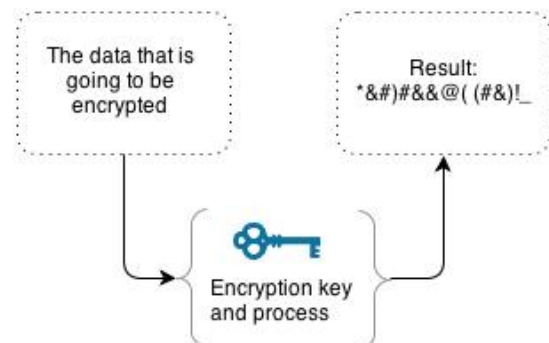 The data that is
going to be
encrypted
Result:
*&#)#&&@( (#&)!_
Encryption key
and process